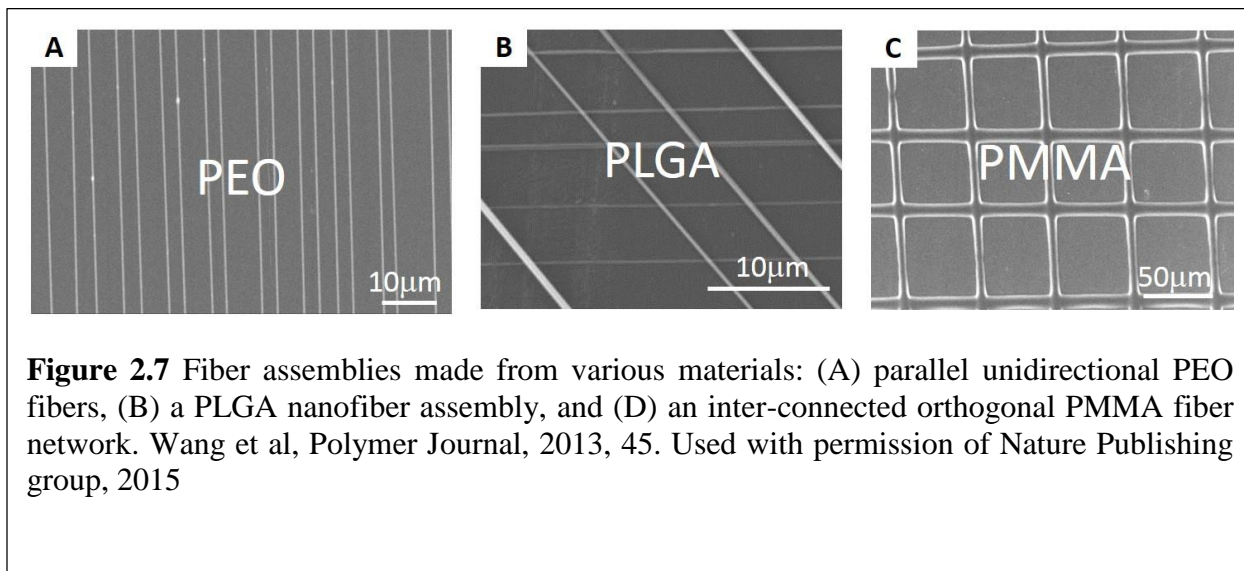 A
B
C
PEO
PLGA
PMMA
10μm
10μm
50μm
Figure 2.7 Fiber assemblies made from various materials: (A) parallel unidirectional PEO
fibers, (B) a PLGA nanofiber assembly, and (D) an inter-connected orthogonal PMMA fiber
network. Wang et al, Polymer Journal, 2013, 45. Used with permission of Nature Publishing
group, 2015